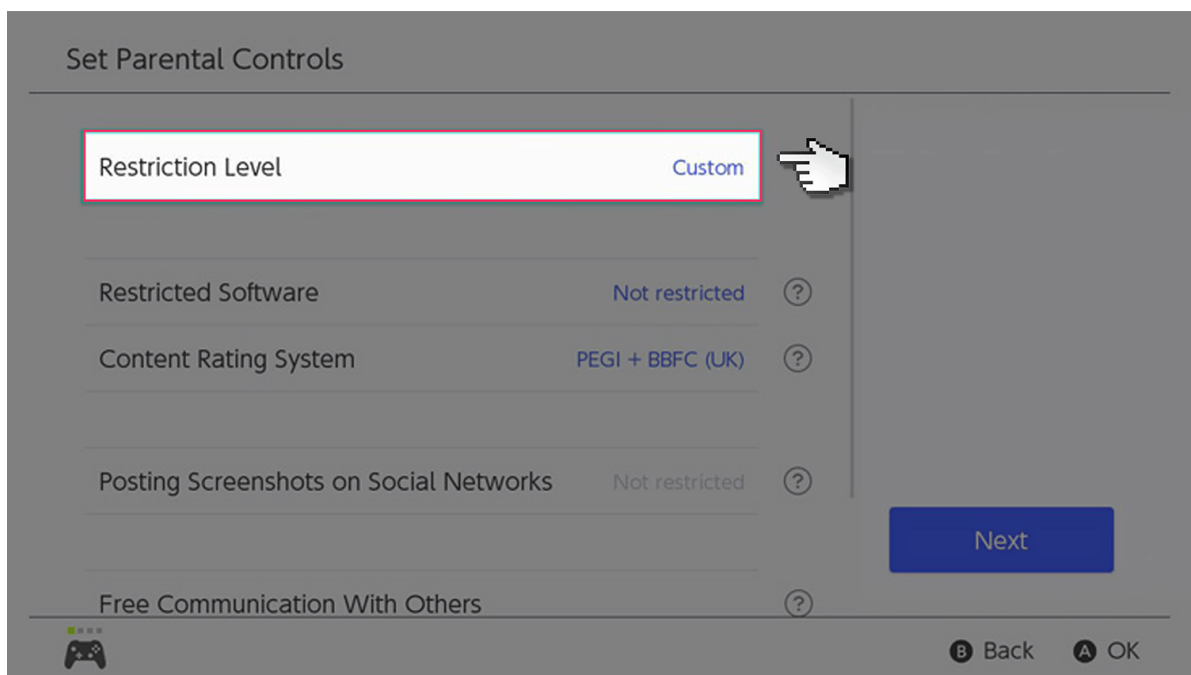 Set Parental Controls
Restriction Level Custom
Restricted Software Not restricted ?
Content Rating System PEGI + BBFC (UK) ?
Posting Screenshots on Social Networks Not restricted ?
Next
Free Communication With Others ?
B Back A OK